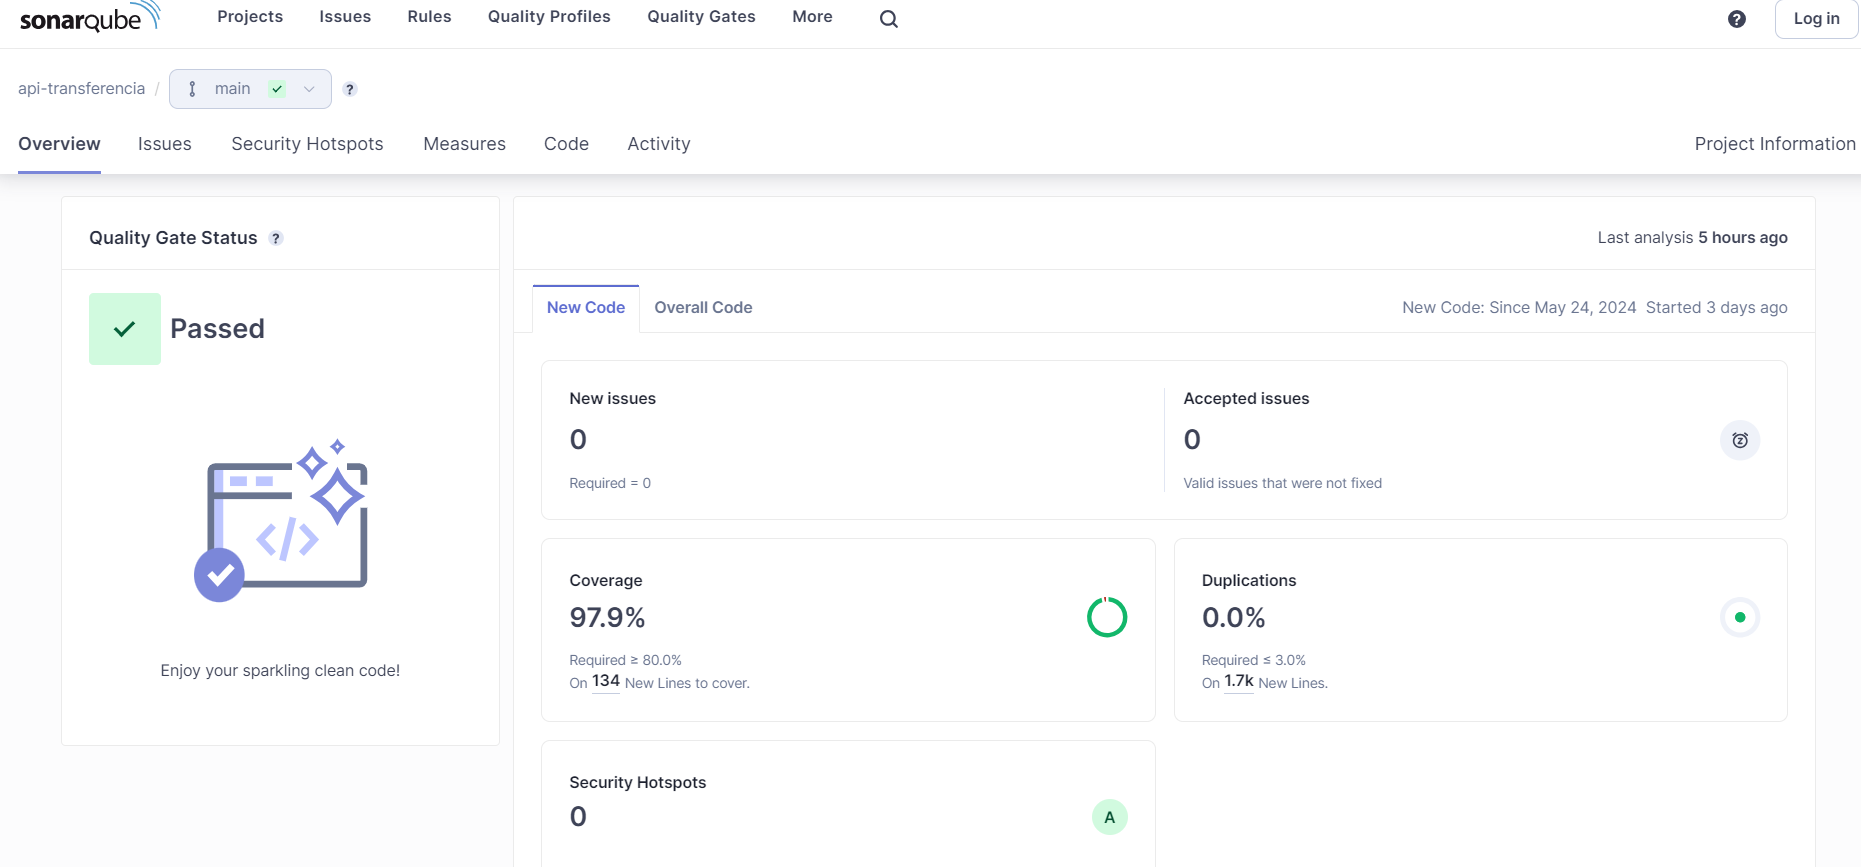 sonarqube Projects Issues Rules Quality Profiles Quality Gates More ? Log in
api-transferencia / main ?
Overview Issues Security Hotspots Measures Code Activity Project Information
Quality Gate Status ?
Passed
</>
Enjoy your sparkling clean code!
Last analysis 5 hours ago
New Code Overall Code New Code: Since May 24, 2024 Started 3 days ago
New issues
0
Required = 0
Accepted issues
0
Valid issues that were not fixed
Coverage
97.9%
Required ≥ 80.0%
On 134 New Lines to cover.
Duplications
0.0%
Required ≤ 3.0%
On 1.7k New Lines.
Security Hotspots
0
A